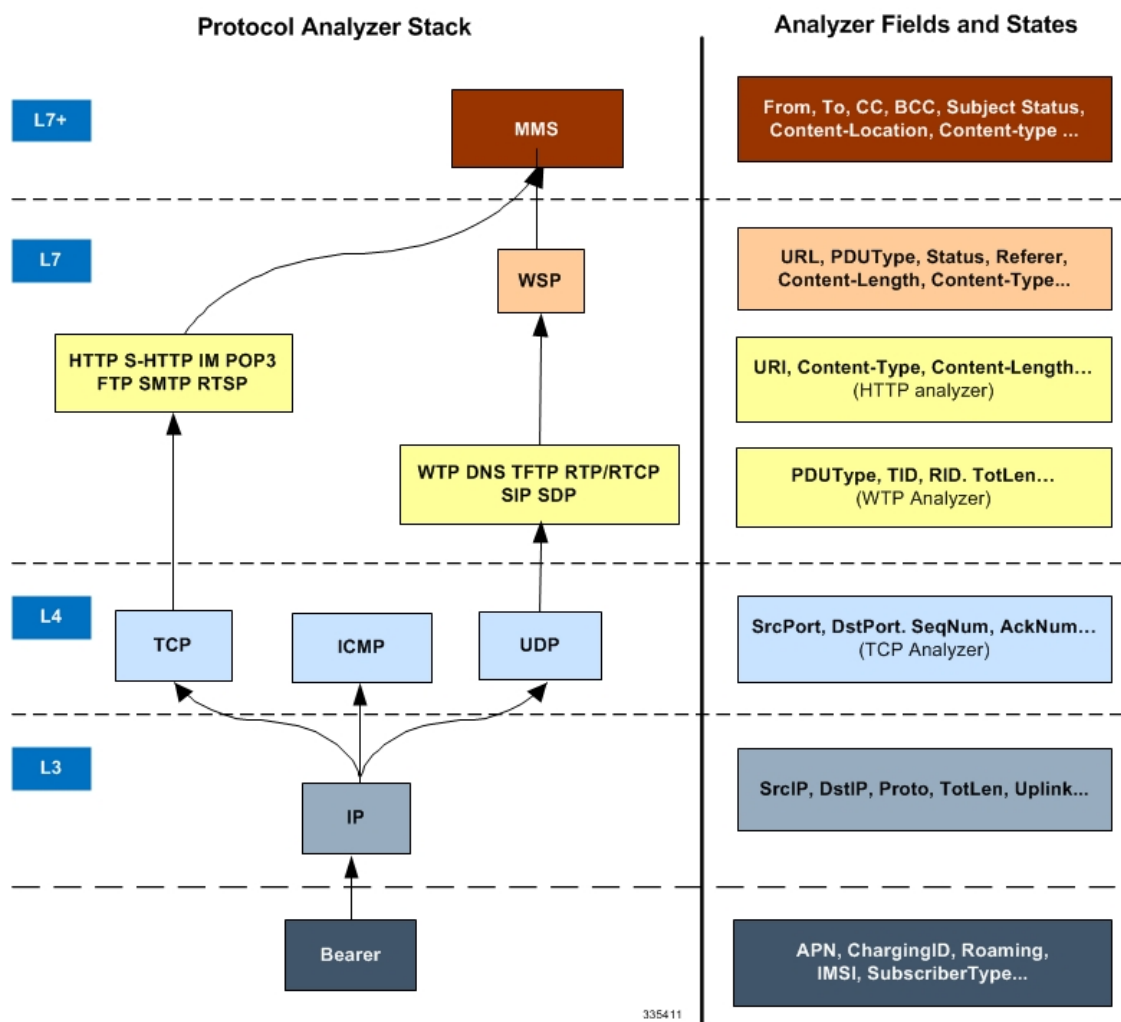 Protocol Analyzer Stack
Analyzer Fields and States
L7+
MMS
From, To, CC, BCC, Subject Status,
Content-Location, Content-type ...
L7
WSP
URL, PDUType, Status, Referer,
Content-Length, Content-Type...
HTTP S-HTTP IM POP3
FTP SMTP RTSP
URI, Content-Type, Content-Length...
(HTTP analyzer)
WTP DNS TFTP RTP/RTCP
SIP SDP
PDUType, TID, RID. TotLen...
(WTP Analyzer)
L4
TCP
ICMP
UDP
SrcPort, DstPort. SeqNum, AckNum...
(TCP Analyzer)
L3
IP
SrcIP, DstIP, Proto, TotLen, Uplink...
Bearer
APN, ChargingID, Roaming,
IMSI, SubscriberType...
335411